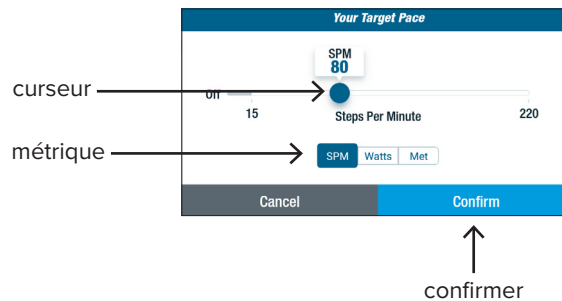 Your Target Pace
SPM
80
curseur
Off
15
Steps Per Minute
220
métrique
SPM Watts Met
Cancel Confirm
confirmer